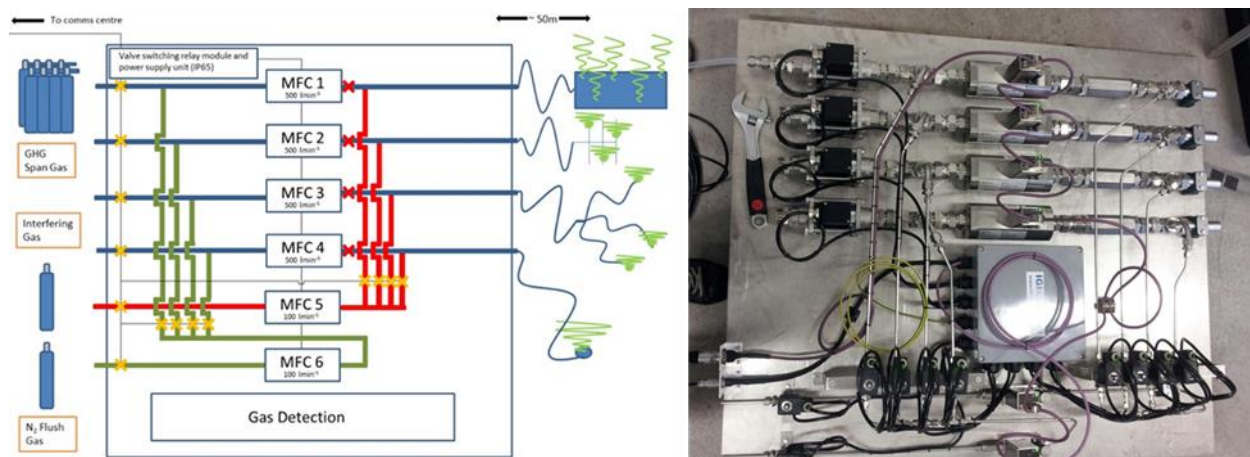 To comms centre
~ 50m
Valve switching relay module and
power supply unit (IP65)
MFC 1
500 lmin⁻¹
MFC 2
500 lmin⁻¹
GHG
Span Gas
MFC 3
500 lmin⁻¹
Interfering
Gas
MFC 4
500 lmin⁻¹
MFC 5
100 lmin⁻¹
MFC 6
100 lmin⁻¹
Gas Detection
N₂ Flush
Gas